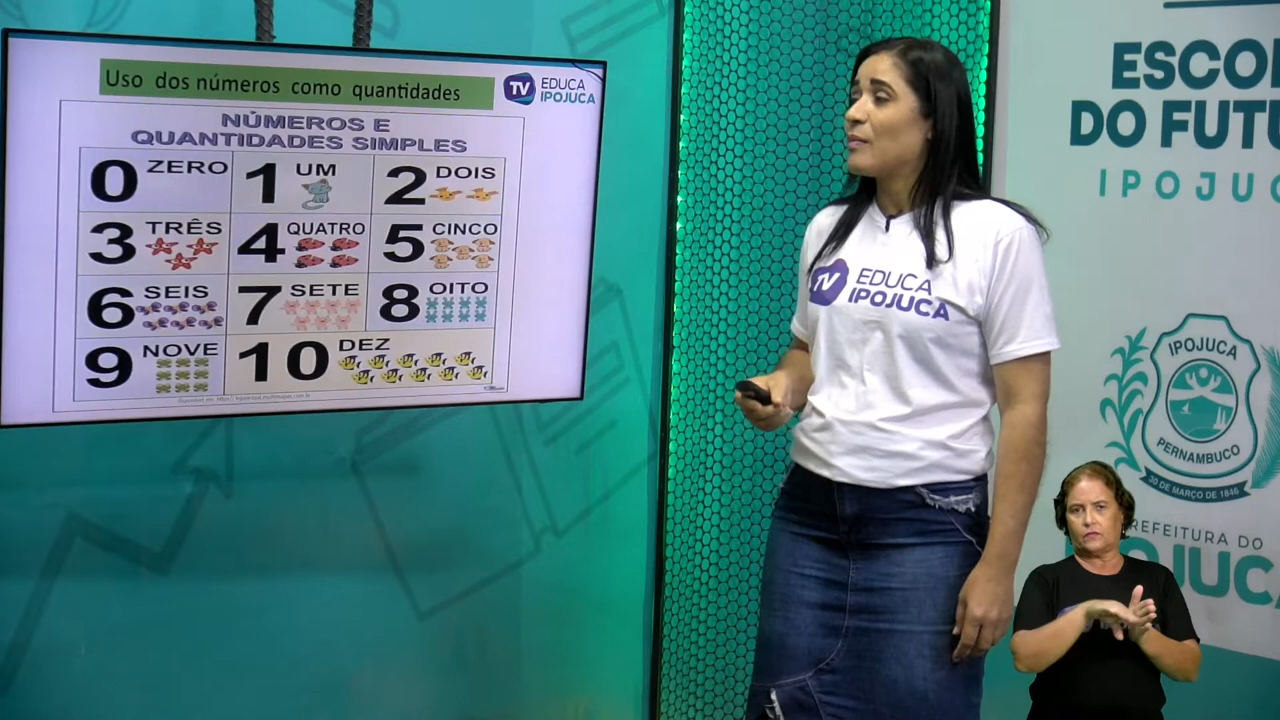 Uso dos números como quantidades
TV EDUCA
IPOJUCA
NÚMEROS E
QUANTIDADES SIMPLES
0 ZERO
1 UM
2 DOIS
3 TRÊS
4 QUATRO
5 CINCO
6 SEIS
7 SETE
8 OITO
9 NOVE
10 DEZ
TV EDUCA
IPOJUCA
ESCOL
DO FUTU
IPOJUC
IPOJUCA
PERNAMBUCO
30 DE MARÇO DE 1846
REFEITURA DO
OJUCA